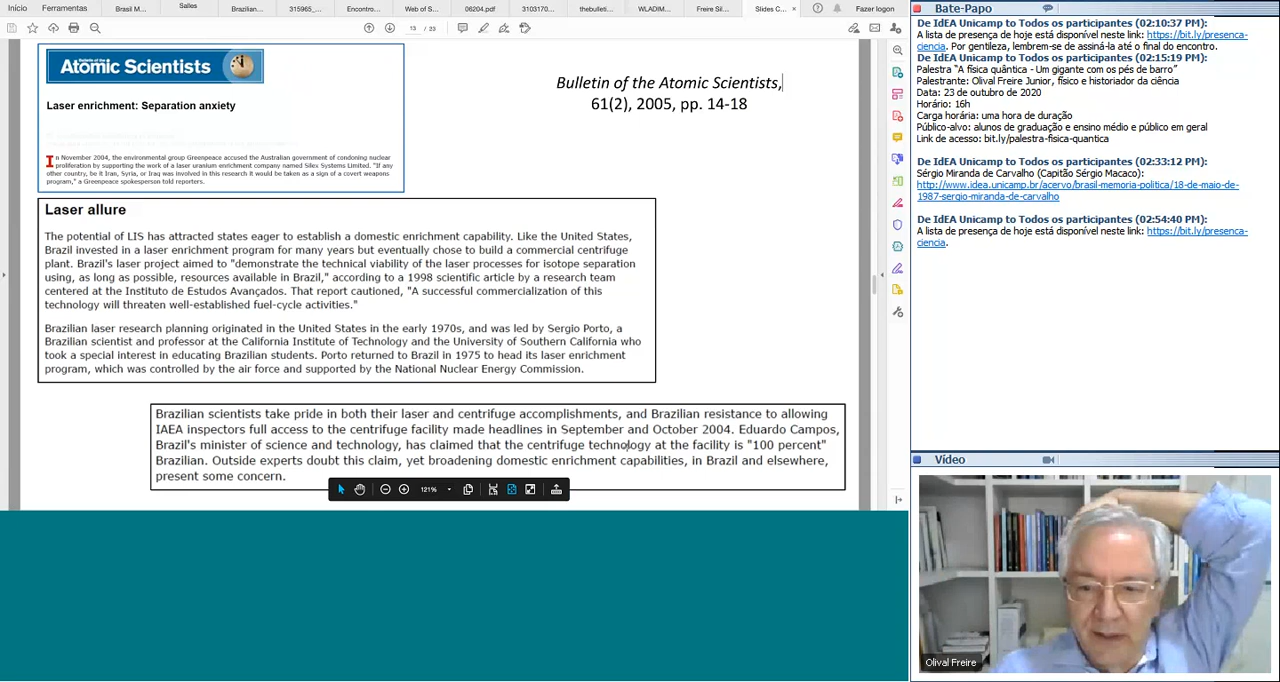 Início Ferramentas Brasil M... Salles Brazilian... 315965_... Encontro... Web of S... 06204.pdf 3103170... thebulleti... WLADIM... Freire Sil... Slides C... × Fazer logon
13 / 23
Bulletin of the
Atomic Scientists
Laser enrichment: Separation anxiety
In November 2004, the environmental group Greenpeace accused the Australian government of condoning nuclear
proliferation by supporting the work of a laser uranium enrichment company named Silex Systems Limited. "If any
other country, be it Iran, Syria, or Iraq was involved in this research it would be taken as a sign of a covert weapons
program," a Greenpeace spokesperson told reporters.
Bulletin of the Atomic Scientists,
61(2), 2005, pp. 14-18
Laser allure
The potential of LIS has attracted states eager to establish a domestic enrichment capability. Like the United States,
Brazil invested in a laser enrichment program for many years but eventually chose to build a commercial centrifuge
plant. Brazil's laser project aimed to "demonstrate the technical viability of the laser processes for isotope separation
using, as long as possible, resources available in Brazil," according to a 1998 scientific article by a research team
centered at the Instituto de Estudos Avançados. That report cautioned, "A successful commercialization of this
technology will threaten well-established fuel-cycle activities."
Brazilian laser research planning originated in the United States in the early 1970s, and was led by Sergio Porto, a
Brazilian scientist and professor at the California Institute of Technology and the University of Southern California who
took a special interest in educating Brazilian students. Porto returned to Brazil in 1975 to head its laser enrichment
program, which was controlled by the air force and supported by the National Nuclear Energy Commission.
Brazilian scientists take pride in both their laser and centrifuge accomplishments, and Brazilian resistance to allowing
IAEA inspectors full access to the centrifuge facility made headlines in September and October 2004. Eduardo Campos,
Brazil's minister of science and technology, has claimed that the centrifuge technology at the facility is "100 percent"
Brazilian. Outside experts doubt this claim, yet broadening domestic enrichment capabilities, in Brazil and elsewhere,
present some concern.
121%
Bate-Papo
De IdEA Unicamp to Todos os participantes (02:10:37 PM):
A lista de presença de hoje está disponível neste link: https://bit.ly/presenca-
ciencia. Por gentileza, lembrem-se de assiná-la até o final do encontro.
De IdEA Unicamp to Todos os participantes (02:15:19 PM):
Palestra "A física quântica - Um gigante com os pés de barro"
Palestrante: Olival Freire Junior, físico e historiador da ciência
Data: 23 de outubro de 2020
Horário: 16h
Carga horária: uma hora de duração
Público-alvo: alunos de graduação e ensino médio e público em geral
Link de acesso: bit.ly/palestra-fisica-quantica
De IdEA Unicamp to Todos os participantes (02:33:12 PM):
Sérgio Miranda de Carvalho (Capitão Sérgio Macaco):
http://www.idea.unicamp.br/acervo/brasil-memoria-politica/18-de-maio-de-
1987-sergio-miranda-de-carvalho
De IdEA Unicamp to Todos os participantes (02:54:40 PM):
A lista de presença de hoje está disponível neste link: https://bit.ly/presenca-
ciencia.
Vídeo
Olival Freire